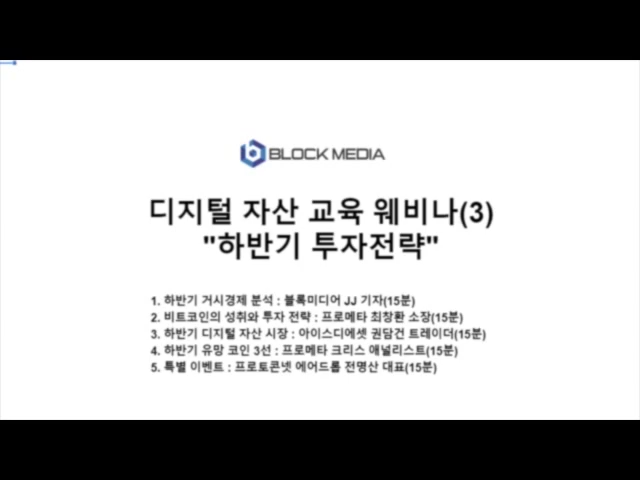 BLOCK MEDIA
디지털 자산 교육 웨비나(3)
"하반기 투자전략"
1. 하반기 거시경제 분석 : 블록미디어 JJ 기자(15분)
2. 비트코인의 성취와 투자 전략 : 프로메타 최창환 소장(15분)
3. 하반기 디지털 자산 시장 : 아이스디에셋 권담건 트레이더(15분)
4. 하반기 유망 코인 3선 : 프로메타 크리스 애널리스트(15분)
5. 특별 이벤트 : 프로토콘넷 에어드롭 전명산 대표(15분)